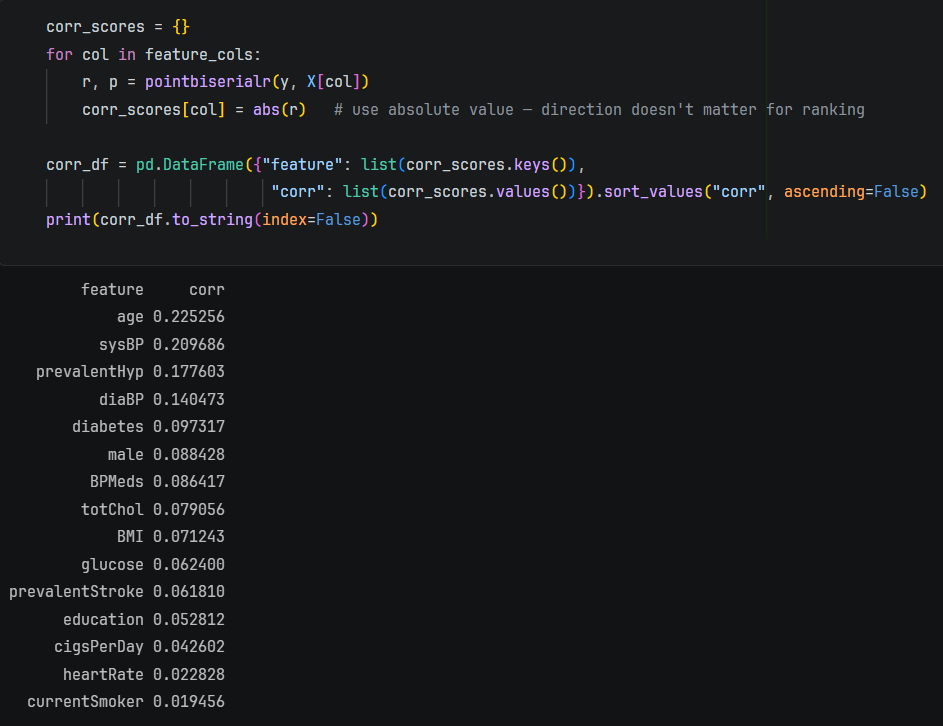 corr_scores = {}
for col in feature_cols:
    r, p = pointbiserialr(y, X[col])
    corr_scores[col] = abs(r)   # use absolute value — direction doesn't matter for ranking

corr_df = pd.DataFrame({"feature": list(corr_scores.keys()),
                         "corr": list(corr_scores.values())}).sort_values("corr", ascending=False)
print(corr_df.to_string(index=False))

        feature     corr
            age 0.225256
          sysBP 0.209686
   prevalentHyp 0.177603
          diaBP 0.140473
       diabetes 0.097317
           male 0.088428
         BPMeds 0.086417
        totChol 0.079056
            BMI 0.071243
        glucose 0.062400
prevalentStroke 0.061810
      education 0.052812
     cigsPerDay 0.042602
      heartRate 0.022828
  currentSmoker 0.019456